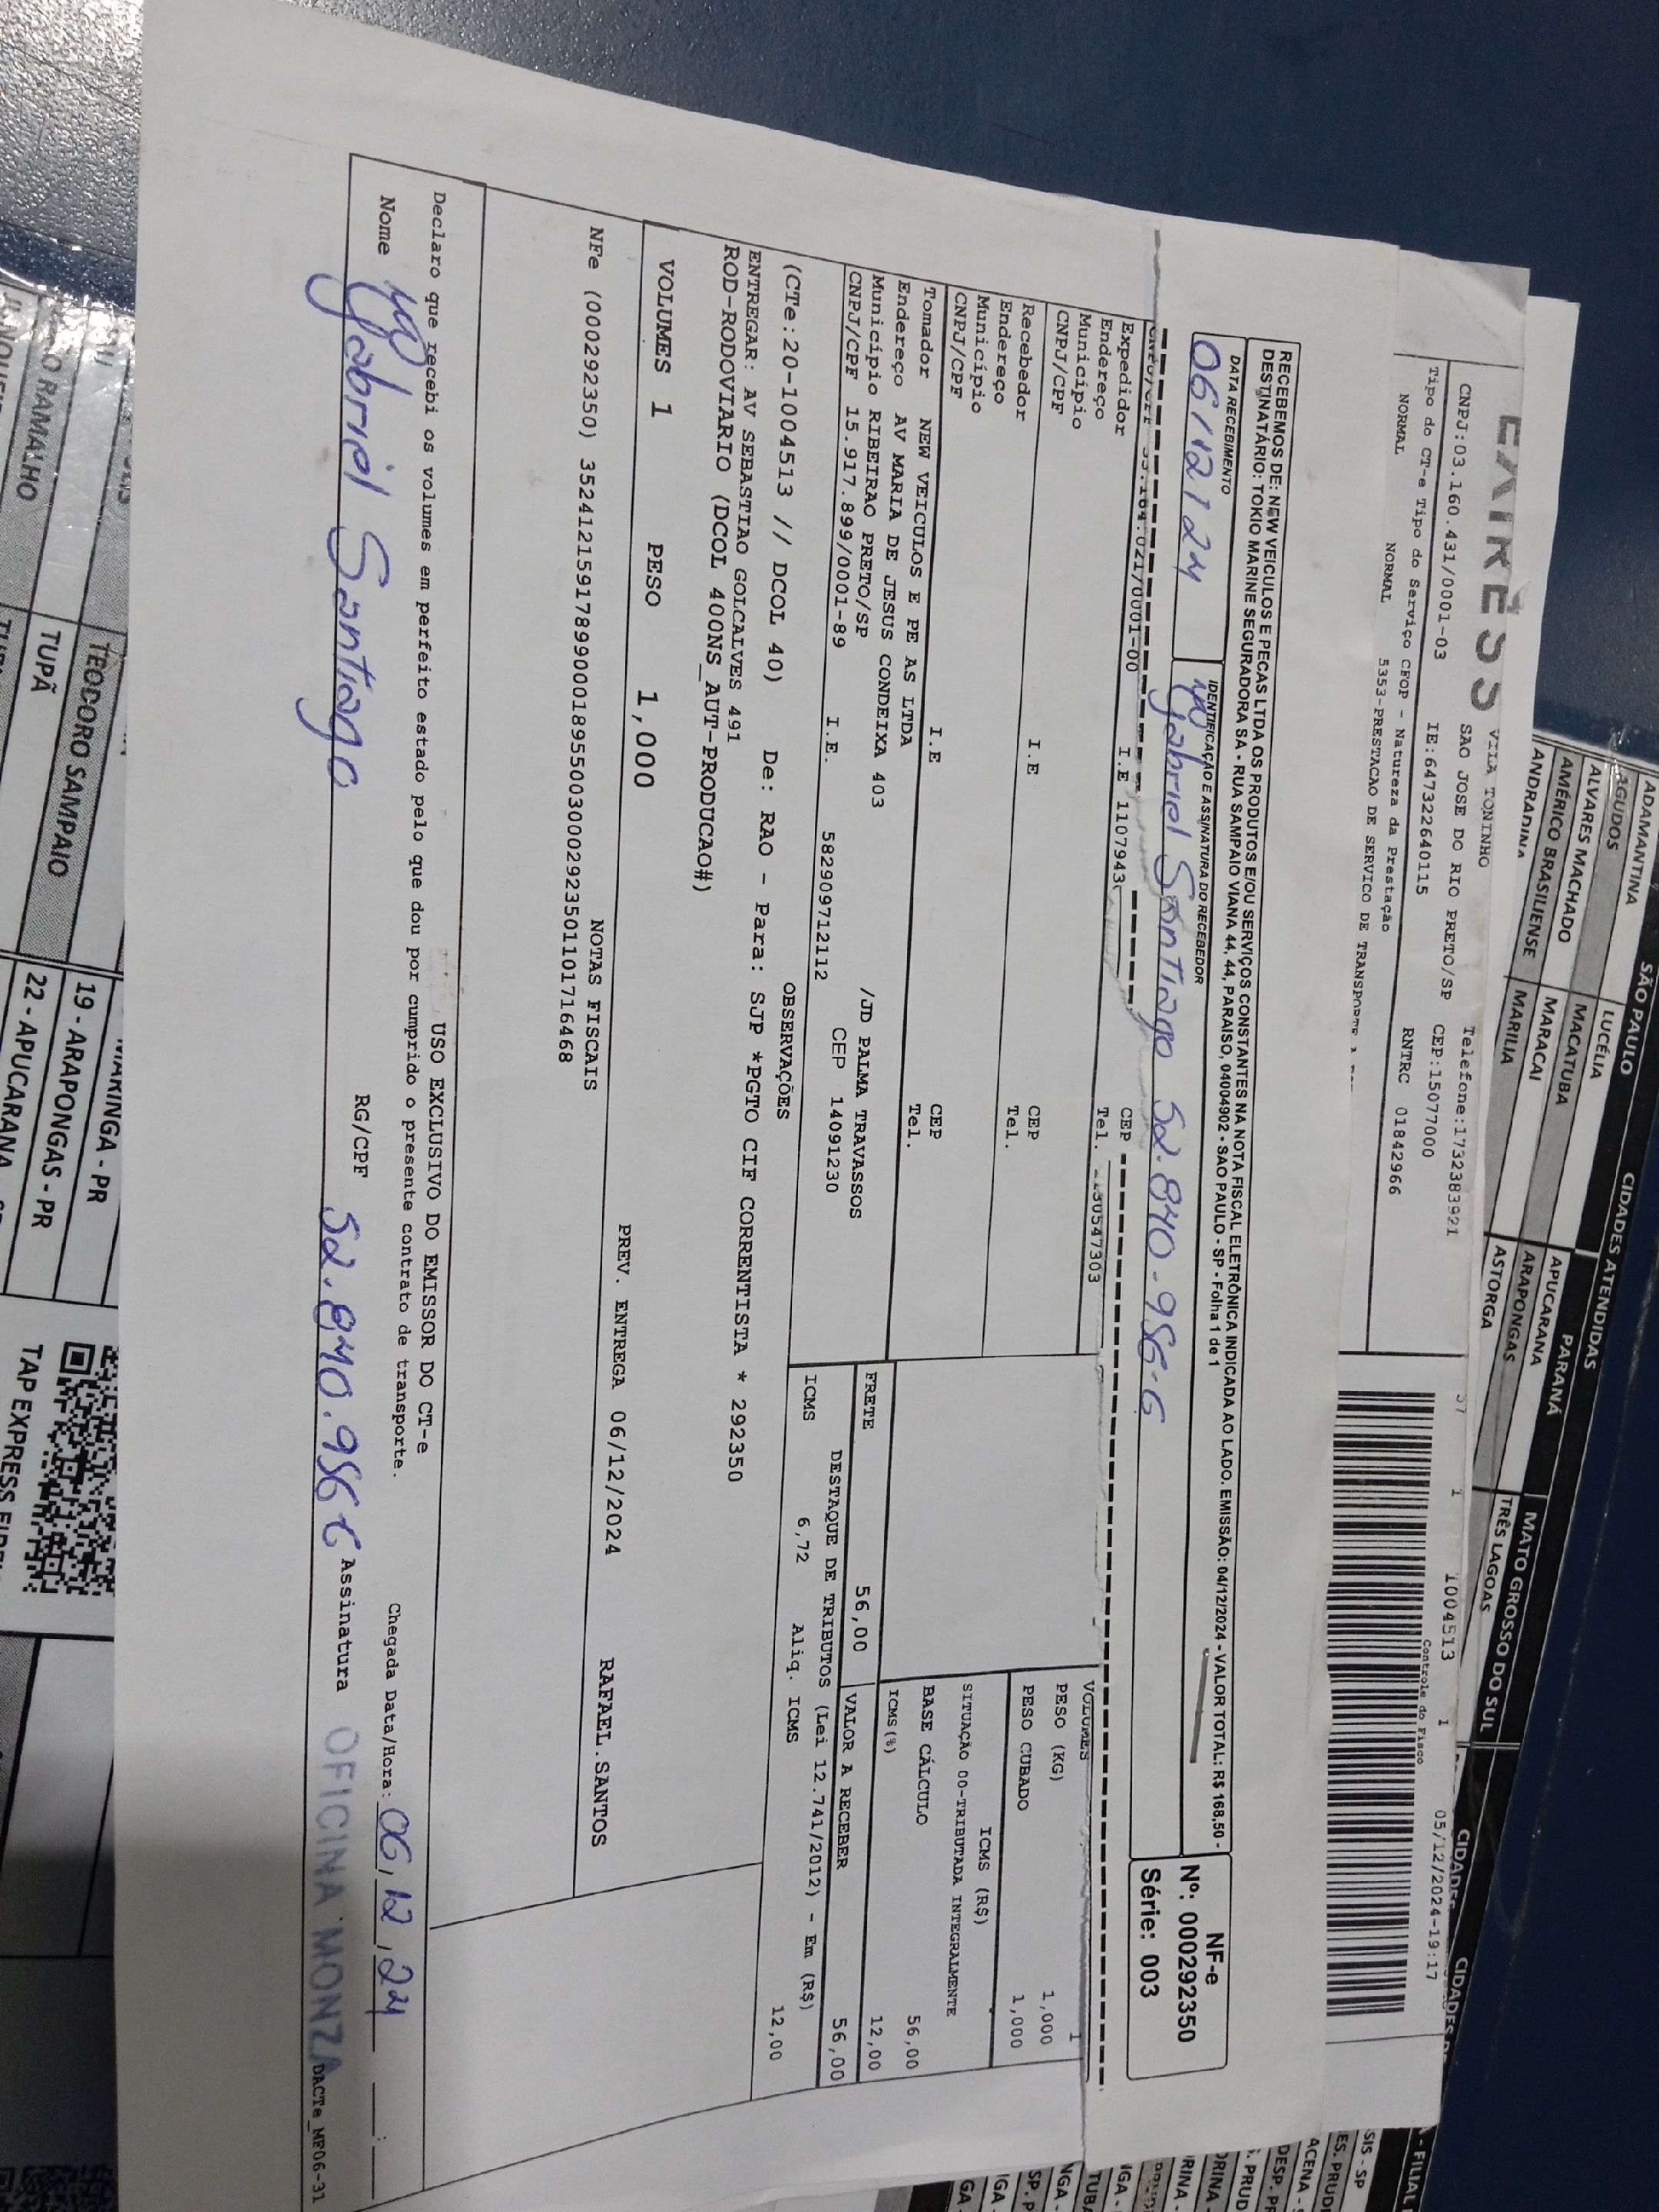 VILA TONINHO
CNPJ:03.160.431/0001-03 SAO JOSE DO RIO PRETO/SP Telefone:1732383921
IE:647322640115 CEP:15077000
Tipo do CT-e Tipo do Serviço CFOP - Natureza da Prestação RNTRC 01842966
NORMAL NORMAL 5353-PRESTACAO DE SERVICO DE TRANSPORTE
57 1 1004513 1 05/12/2024-19:17
Controle do Fisco
RECEBEMOS DE: NEW VEICULOS E PECAS LTDA OS PRODUTOS E/OU SERVIÇOS CONSTANTES NA NOTA FISCAL ELETRÔNICA INDICADA AO LADO. EMISSÃO: 04/12/2024 - VALOR TOTAL: R$ 168,50 -
DESTINATÁRIO: TOKIO MARINE SEGURADORA SA - RUA SAMPAIO VIANA 44, 44, PARAISO, 04004902 - SAO PAULO - SP - Folha 1 de 1
DATA RECEBIMENTO IDENTIFICAÇÃO E ASSINATURA DO RECEBEDOR
06/12/24 Gabriel Santiago 52.840.956-6
NF-e
Nº: 000292350
Série: 003
Expedidor I.E 1107943 CEP
Endereço Tel.
Município
CNPJ/CPF
Recebedor I.E CEP
Endereço Tel.
Município
CNPJ/CPF
Tomador NEW VEICULOS E PE AS LTDA I.E CEP
Endereço AV MARIA DE JESUS CONDEIXA 403 /JD PALMA TRAVASSOS Tel.
Município RIBEIRAO PRETO/SP CEP 14091230
CNPJ/CPF 15.917.899/0001-89 I.E. 582909712112
VOLUMES 1
PESO (KG) 1,000
PESO CUBADO 1,000
ICMS (R$)
SITUAÇÃO 00-TRIBUTADA INTEGRALMENTE
BASE CÁLCULO 56,00
ICMS(%) 12,00
FRETE 56,00 VALOR A RECEBER 56,00
DESTAQUE DE TRIBUTOS (Lei 12.741/2012) - Em (R$)
ICMS 6,72 Aliq. ICMS 12,00
OBSERVAÇÕES
(CTe:20-1004513 // DCOL 40) De: RAO - Para: SJP *PGTO CIF CORRENTISTA * 292350
ENTREGAR: AV SEBASTIAO GOLCALVES 491
ROD-RODOVIARIO (DCOL 400NS_AUT-PRODUCAO#)
VOLUMES 1 PESO 1,000 PREV. ENTREGA 06/12/2024 RAFAEL.SANTOS
NOTAS FISCAIS
NFe (000292350) 35241215917899000189550030002923501101716468
USO EXCLUSIVO DO EMISSOR DO CT-e
Declaro que recebi os volumes em perfeito estado pelo que dou por cumprido o presente contrato de transporte.
Chegada Data/Hora: 06/12/24 :
Nome Gabriel Santiago RG/CPF 52.840.956 6 Assinatura OFICINA MONZA
DACTe_MF06-31
SÃO PAULO CIDADES ATENDIDAS
PARANÁ
MATO GROSSO DO SUL
ADAMANTINA LUCÉLIA APUCARANA TRÊS LAGOAS
AGUDOS MACATUBA ARAPONGAS
ALVARES MACHADO MARACAI ASTORGA
AMÉRICO BRASILIENSE MARILIA
ANDRADINA
RAMALHO
TEODORO SAMPAIO
TUPÃ
19 - ARAPONGAS - PR
22 - APUCARANA
TAP EXPRESS